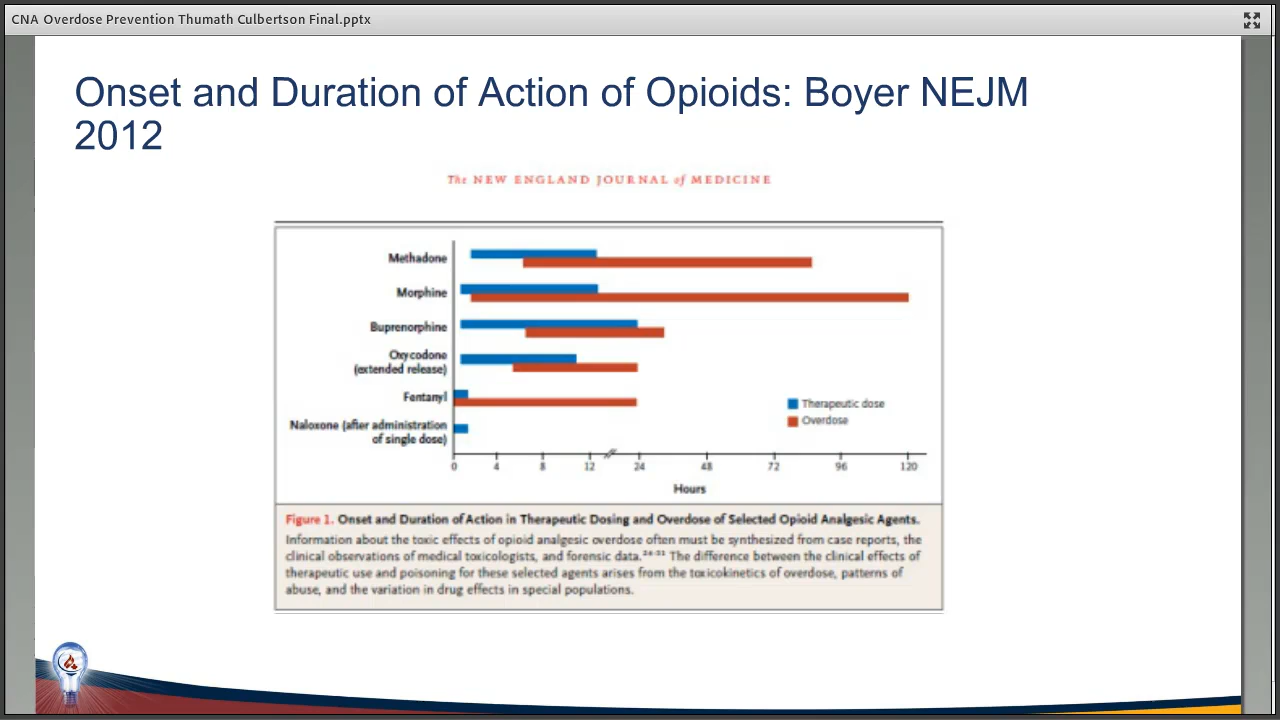 CNA Overdose Prevention Thumath Culbertson Final.pptx
Onset and Duration of Action of Opioids: Boyer NEJM
2012
The NEW ENGLAND JOURNAL of MEDICINE
Methadone
Morphine
Buprenorphine
Oxycodone
(extended release)
Fentanyl
Naloxone (after administration
of single dose)
Therapeutic dose
Overdose
0 4 8 12 24 48 72 96 120
Hours
Figure 1. Onset and Duration of Action in Therapeutic Dosing and Overdose of Selected Opioid Analgesic Agents.
Information about the toxic effects of opioid analgesic overdose often must be synthesized from case reports, the
clinical observations of medical toxicologists, and forensic data. The difference between the clinical effects of
therapeutic use and poisoning for these selected agents arises from the toxicokinetics of overdose, patterns of
abuse, and the variation in drug effects in special populations.